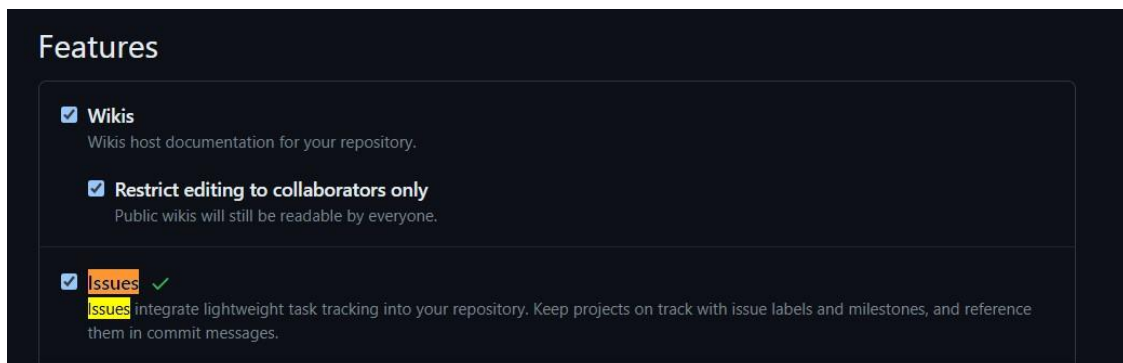 Features
Wikis
Wikis host documentation for your repository.
Restrict editing to collaborators only
Public wikis will still be readable by everyone.
Issues
Issues integrate lightweight task tracking into your repository. Keep projects on track with issue labels and milestones, and reference
them in commit messages.